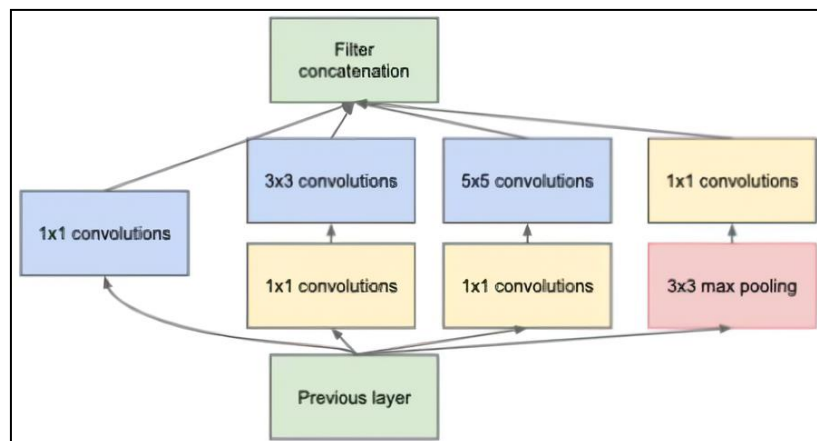 Filter
concatenation
3x3 convolutions
5x5 convolutions
1x1 convolutions
1x1 convolutions
1x1 convolutions
1x1 convolutions
3x3 max pooling
Previous layer